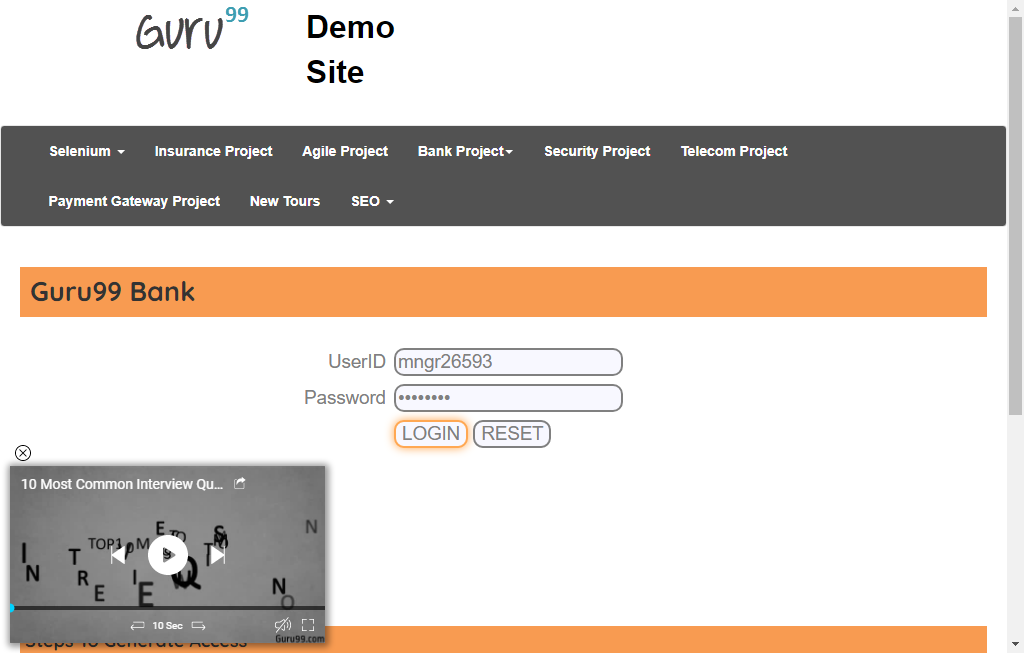 Guru99
Demo
Site
Selenium
Insurance Project
Agile Project
Bank Project
Security Project
Telecom Project
Payment Gateway Project
New Tours
SEO
Guru99 Bank
UserID mngr26593
Password ••••••••
LOGIN RESET
10 Most Common Interview Qu...
TOP10
10 Sec
Guru99.com
Steps To Generate Access